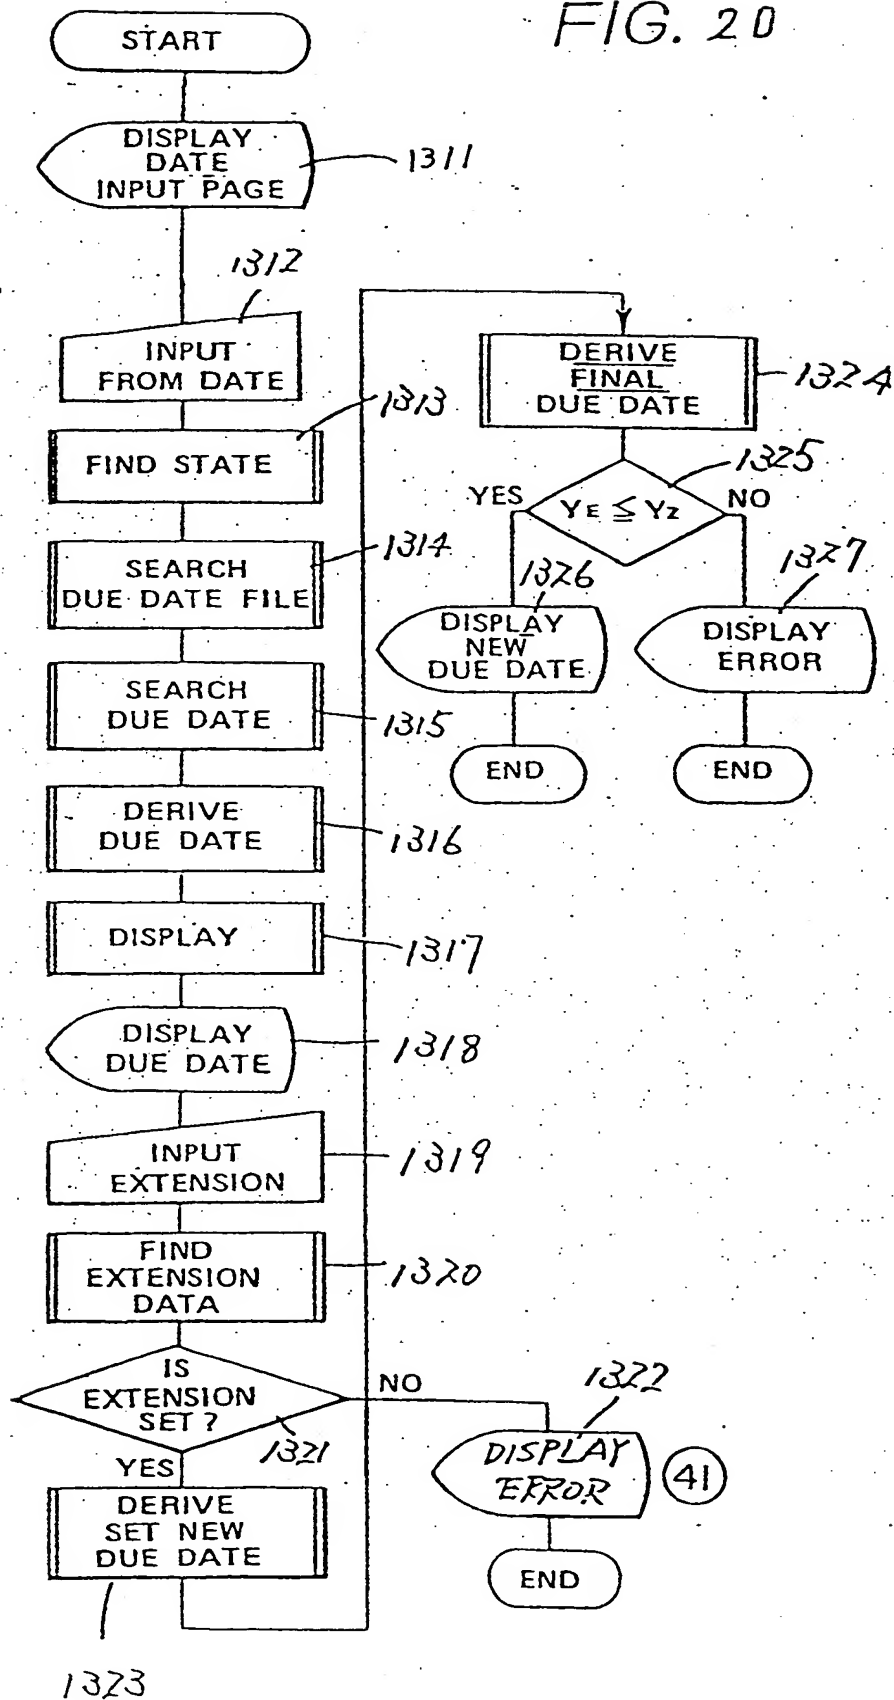 FIG. 20
START
DISPLAY
DATE
INPUT PAGE
1311
1312
INPUT
FROM DATE
1313
FIND STATE
1314
SEARCH
DUE DATE FILE
SEARCH
DUE DATE
1315
DERIVE
DUE DATE
1316
DISPLAY
1317
DISPLAY
DUE DATE
1318
INPUT
EXTENSION
1319
FIND
EXTENSION
DATA
1320
IS
EXTENSION
SET?
1321
NO
YES
1322
DISPLAY
ERROR
41
END
DERIVE
SET NEW
DUE DATE
1323
DERIVE
FINAL
DUE DATE
1324
1325
YES
YE ≦ YZ
NO
1326
DISPLAY
NEW
DUE DATE
END
1327
DISPLAY
ERROR
END